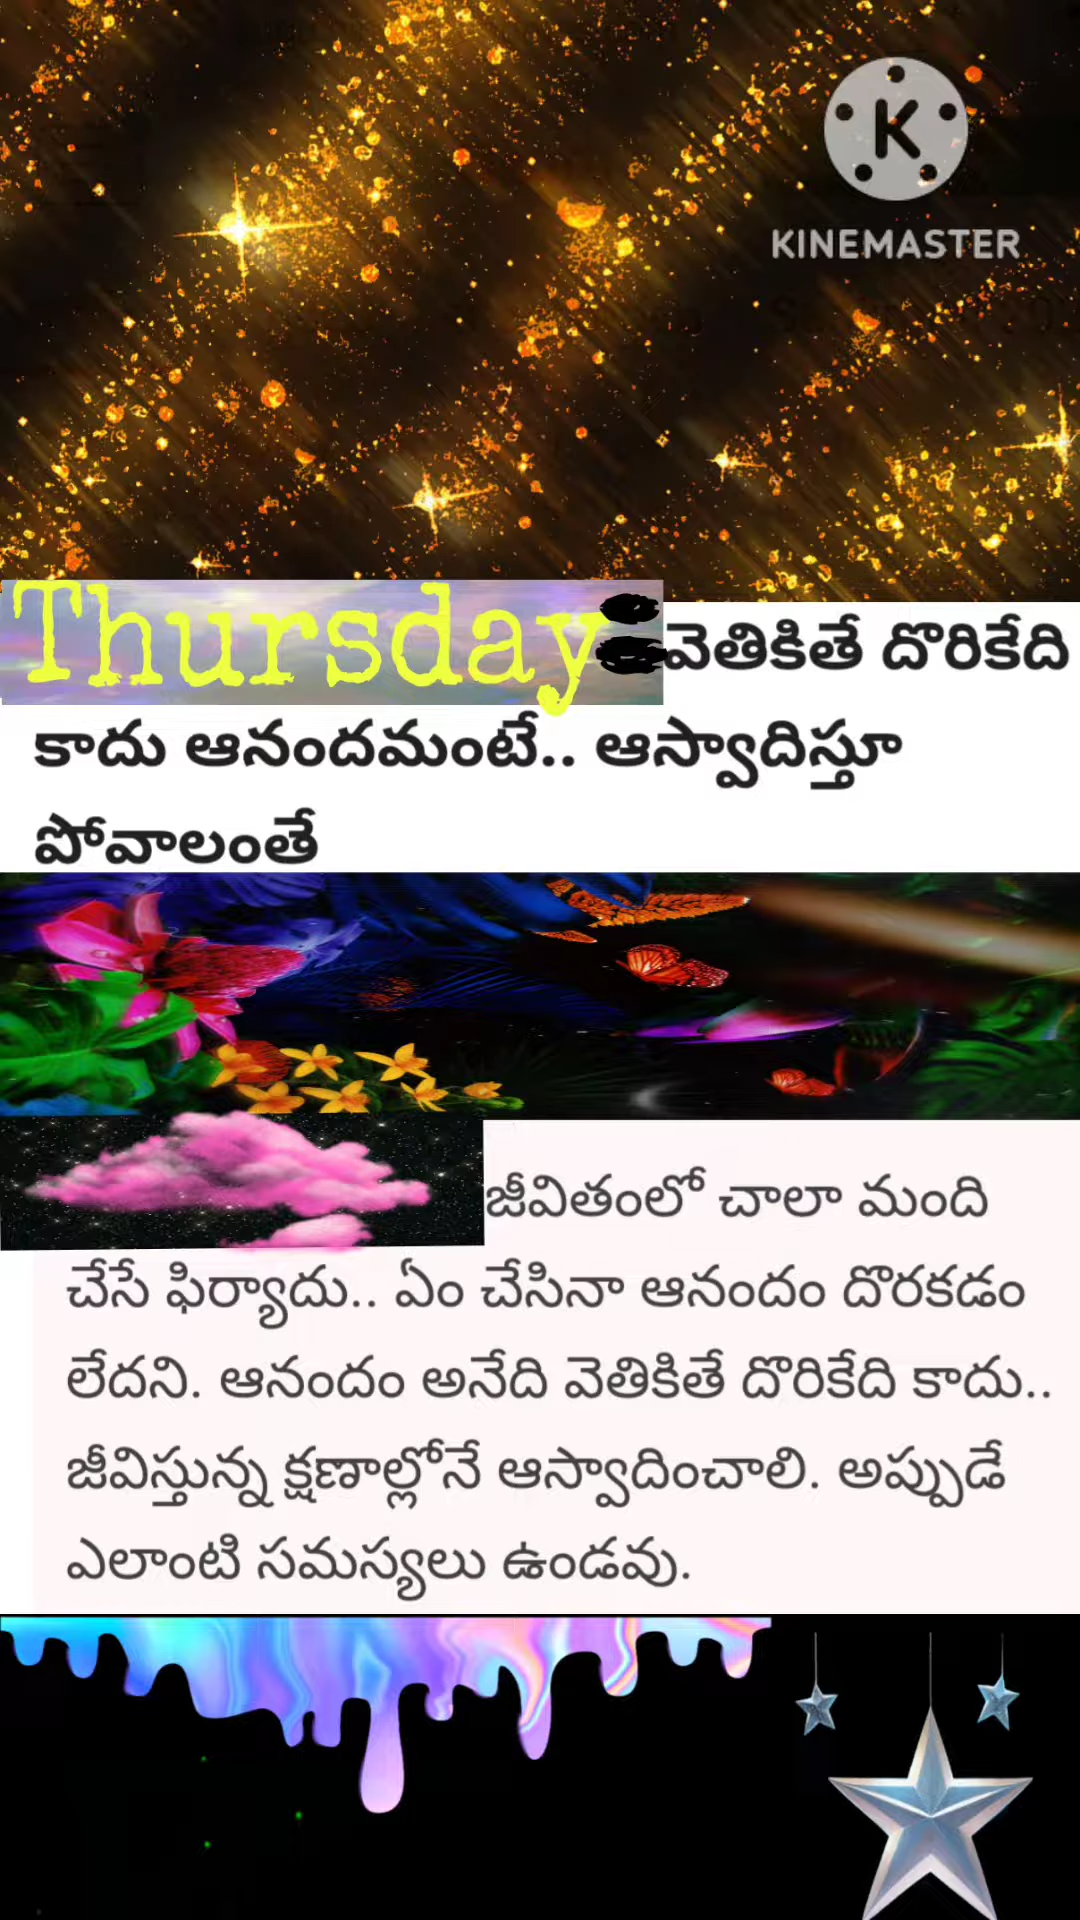 K
KINEMASTER
Thursday: వెతికితే దొరికేది
కాదు ఆనందమంటే.. ఆస్వాదిస్తూ
పోవాలంతే
జీవితంలో చాలా మంది
చేసే ఫిర్యాదు.. ఏం చేసినా ఆనందం దొరకడం
లేదని. ఆనందం అనేది వెతికితే దొరికేది కాదు..
జీవిస్తున్న క్షణాల్లోనే ఆస్వాదించాలి. అప్పుడే
ఎలాంటి సమస్యలు ఉండవు.